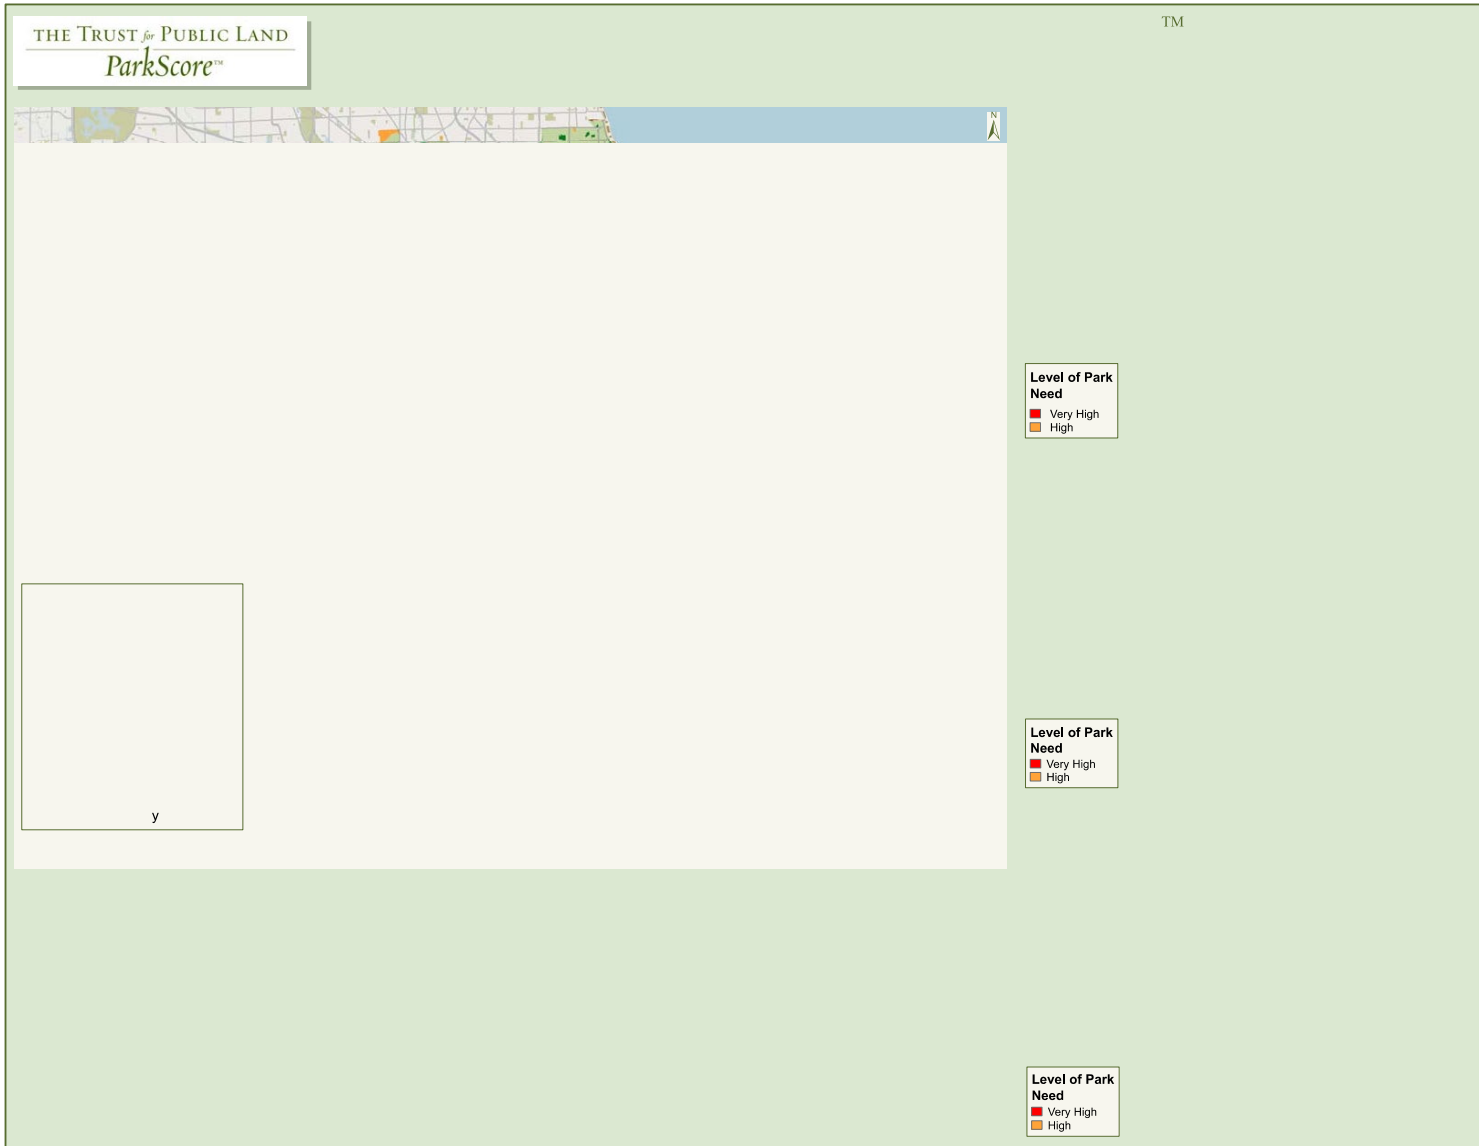 THE TRUST for PUBLIC LAND
ParkScore™
TM
N
Level of Park
Need
Very High
High
Level of Park
Need
Very High
High
y
Level of Park
Need
Very High
High